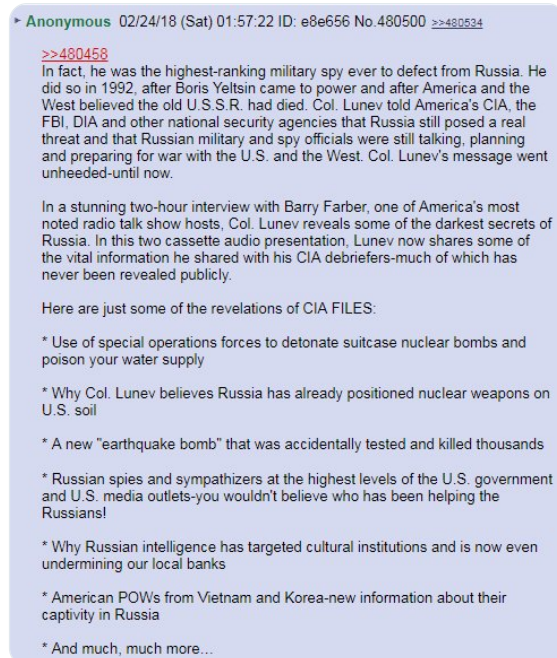 Anonymous 02/24/18 (Sat) 01:57:22 ID: e8e656 No.480500 >>480534
>>480458
In fact, he was the highest-ranking military spy ever to defect from Russia. He
did so in 1992, after Boris Yeltsin came to power and after America and the
West believed the old U.S.S.R. had died. Col. Lunev told America's CIA, the
FBI, DIA and other national security agencies that Russia still posed a real
threat and that Russian military and spy officials were still talking, planning
and preparing for war with the U.S. and the West. Col. Lunev's message went
unheeded-until now.
In a stunning two-hour interview with Barry Farber, one of America's most
noted radio talk show hosts, Col. Lunev reveals some of the darkest secrets of
Russia. In this two cassette audio presentation, Lunev now shares some of
the vital information he shared with his CIA debriefers-much of which has
never been revealed publicly.
Here are just some of the revelations of CIA FILES:
* Use of special operations forces to detonate suitcase nuclear bombs and
poison your water supply
* Why Col. Lunev believes Russia has already positioned nuclear weapons on
U.S. soil
* A new "earthquake bomb" that was accidentally tested and killed thousands
* Russian spies and sympathizers at the highest levels of the U.S. government
and U.S. media outlets-you wouldn't believe who has been helping the
Russians!
* Why Russian intelligence has targeted cultural institutions and is now even
undermining our local banks
* American POWs from Vietnam and Korea-new information about their
captivity in Russia
* And much, much more...